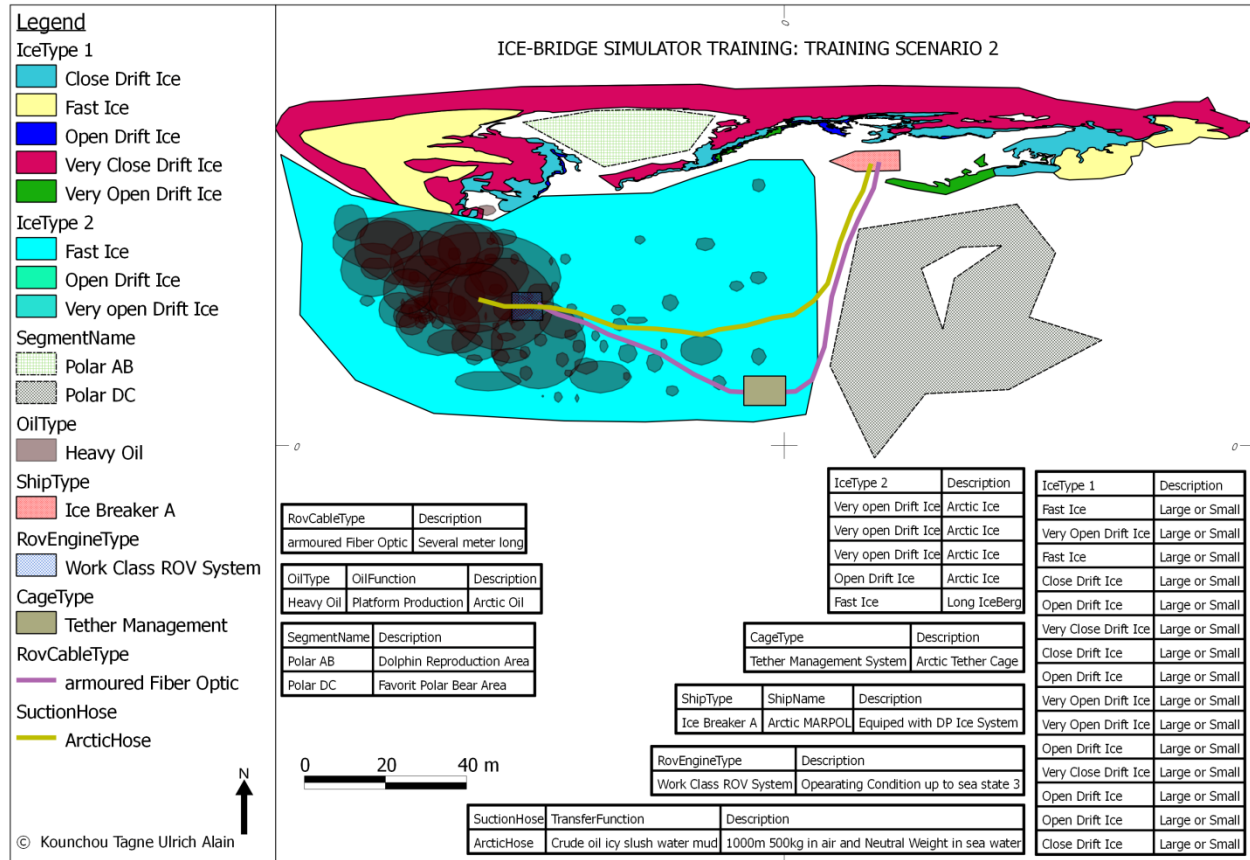 Legend
IceType 1
Close Drift Ice
Fast Ice
Open Drift Ice
Very Close Drift Ice
Very Open Drift Ice
IceType 2
Fast Ice
Open Drift Ice
Very open Drift Ice
SegmentName
Polar AB
Polar DC
OilType
Heavy Oil
ShipType
Ice Breaker A
RovEngineType
Work Class ROV System
CageType
Tether Management
RovCableType
armoured Fiber Optic
SuctionHose
ArcticHose
N
© Kounchou Tagne Ulrich Alain
0
ICE-BRIDGE SIMULATOR TRAINING: TRAINING SCENARIO 2
0
0
RovCableType Description
armoured Fiber Optic Several meter long
OilType OilFunction Description
Heavy Oil Platform Production Arctic Oil
SegmentName Description
Polar AB Dolphin Reproduction Area
Polar DC Favorit Polar Bear Area
0 20 40 m
IceType 2 Description
Very open Drift Ice Arctic Ice
Very open Drift Ice Arctic Ice
Very open Drift Ice Arctic Ice
Open Drift Ice Arctic Ice
Fast Ice Long IceBerg
CageType Description
Tether Management System Arctic Tether Cage
ShipType ShipName Description
Ice Breaker A Arctic MARPOL Equiped with DP Ice System
RovEngineType Description
Work Class ROV System Opearating Condition up to sea state 3
SuctionHose TransferFunction Description
ArcticHose Crude oil icy slush water mud 1000m 500kg in air and Neutral Weight in sea water
IceType 1 Description
Fast Ice Large or Small
Very Open Drift Ice Large or Small
Fast Ice Large or Small
Close Drift Ice Large or Small
Open Drift Ice Large or Small
Very Close Drift Ice Large or Small
Close Drift Ice Large or Small
Open Drift Ice Large or Small
Very Open Drift Ice Large or Small
Very Open Drift Ice Large or Small
Open Drift Ice Large or Small
Very Close Drift Ice Large or Small
Open Drift Ice Large or Small
Open Drift Ice Large or Small
Close Drift Ice Large or Small